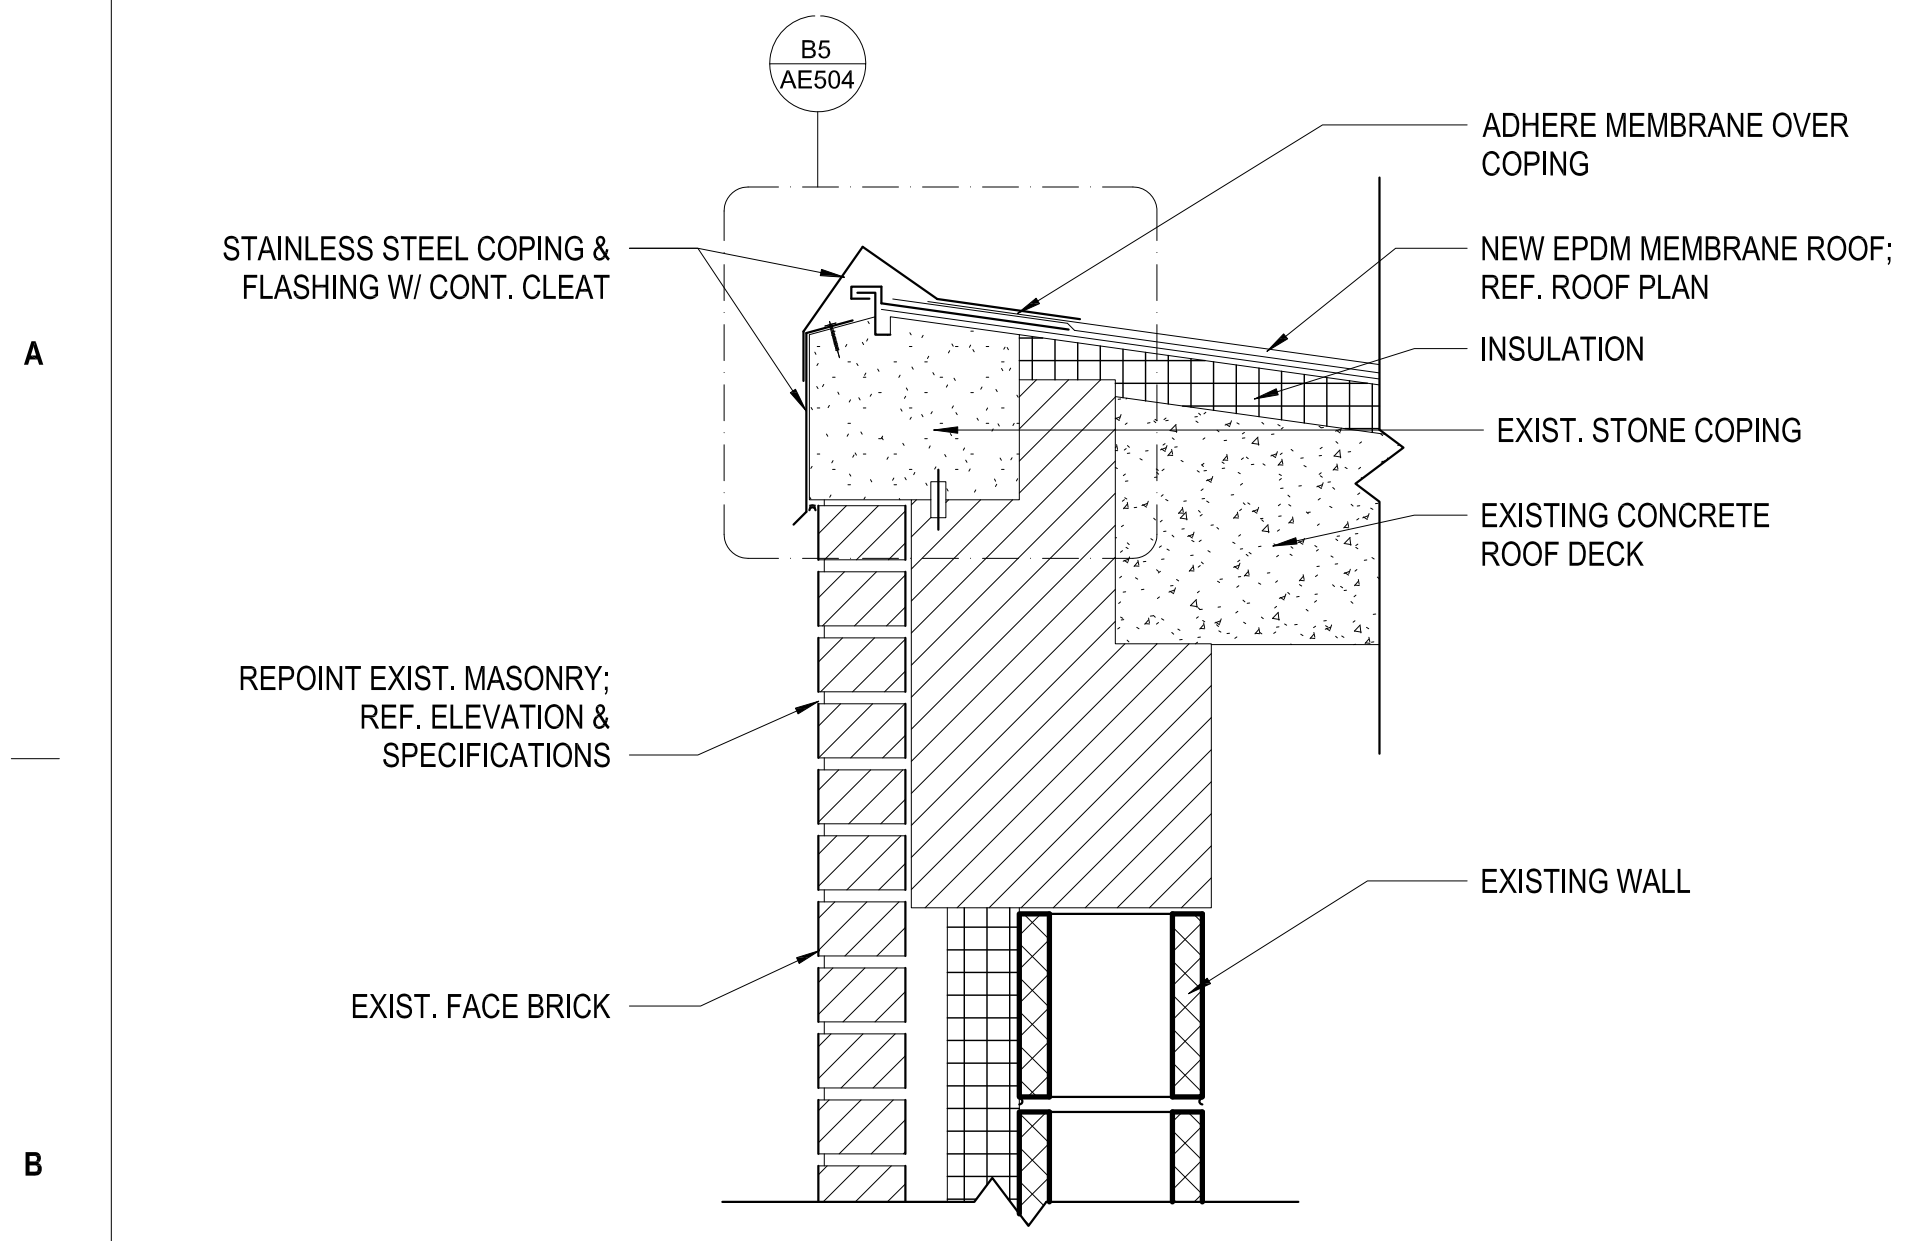 B5
AE504
ADHERE MEMBRANE OVER
COPING
STAINLESS STEEL COPING &
FLASHING W/ CONT. CLEAT
NEW EPDM MEMBRANE ROOF;
REF. ROOF PLAN
A
INSULATION
EXIST. STONE COPING
EXISTING CONCRETE
ROOF DECK
REPOINT EXIST. MASONRY;
REF. ELEVATION &
SPECIFICATIONS
EXISTING WALL
EXIST. FACE BRICK
B